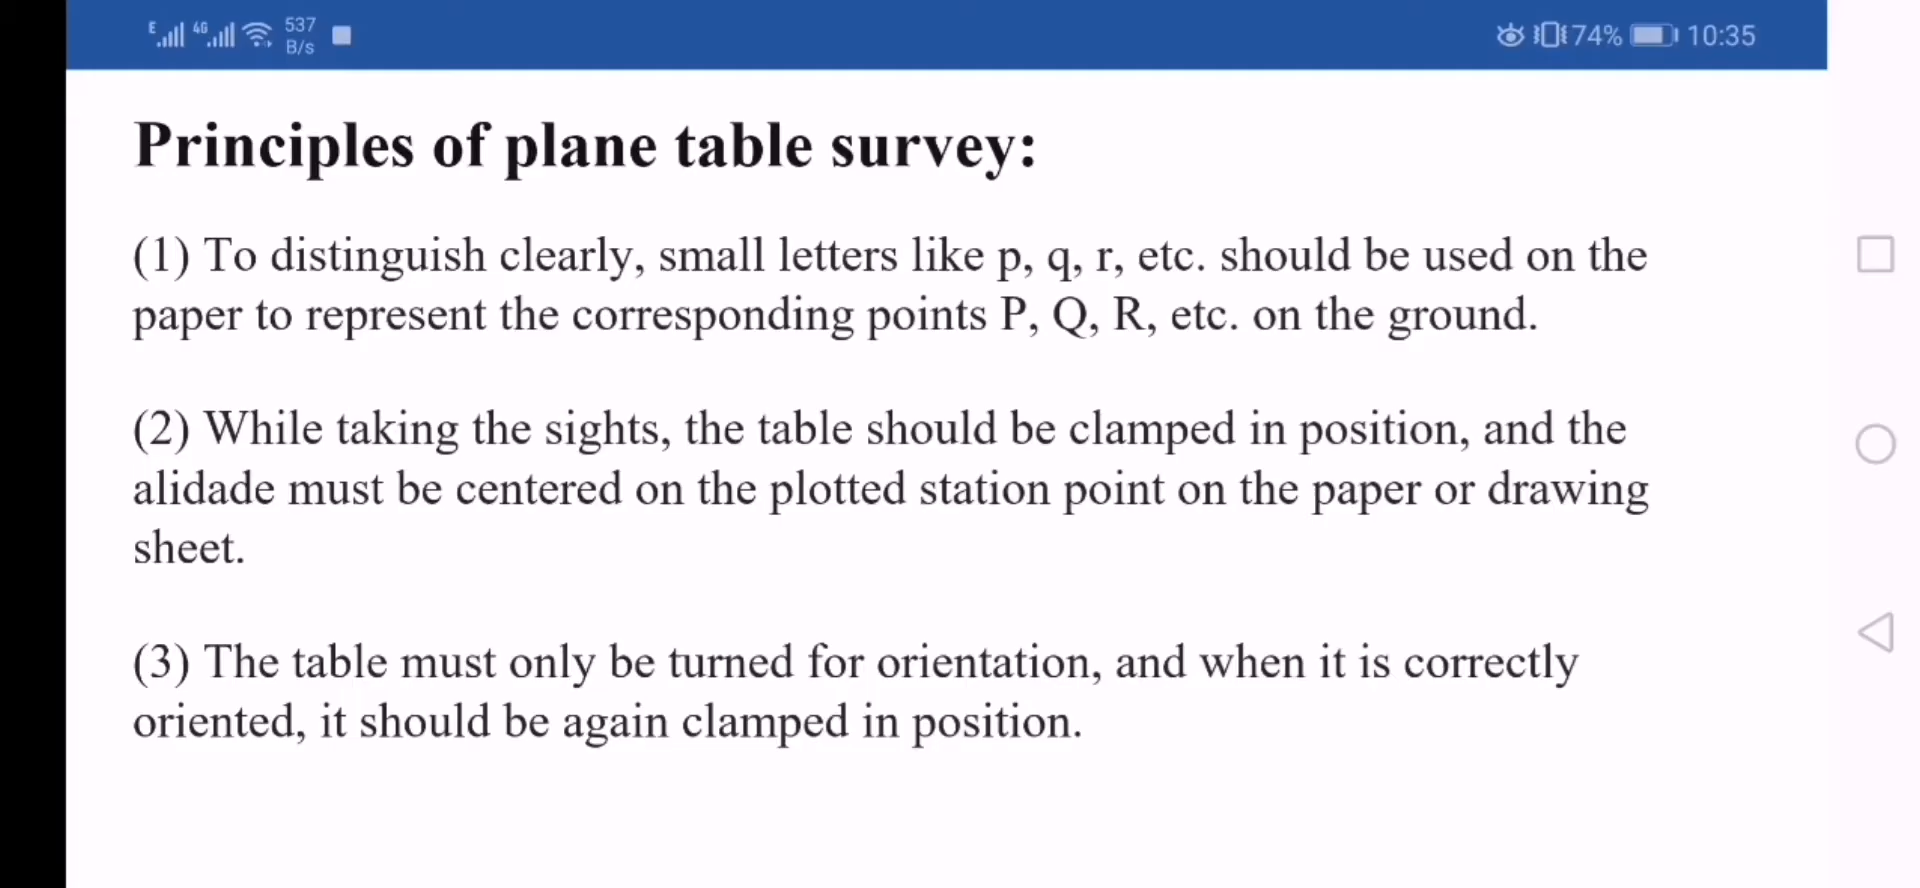 E 4G 537 B/s 74% 10:35
Principles of plane table survey:
(1) To distinguish clearly, small letters like p, q, r, etc. should be used on the
paper to represent the corresponding points P, Q, R, etc. on the ground.
(2) While taking the sights, the table should be clamped in position, and the
alidade must be centered on the plotted station point on the paper or drawing
sheet.
(3) The table must only be turned for orientation, and when it is correctly
oriented, it should be again clamped in position.